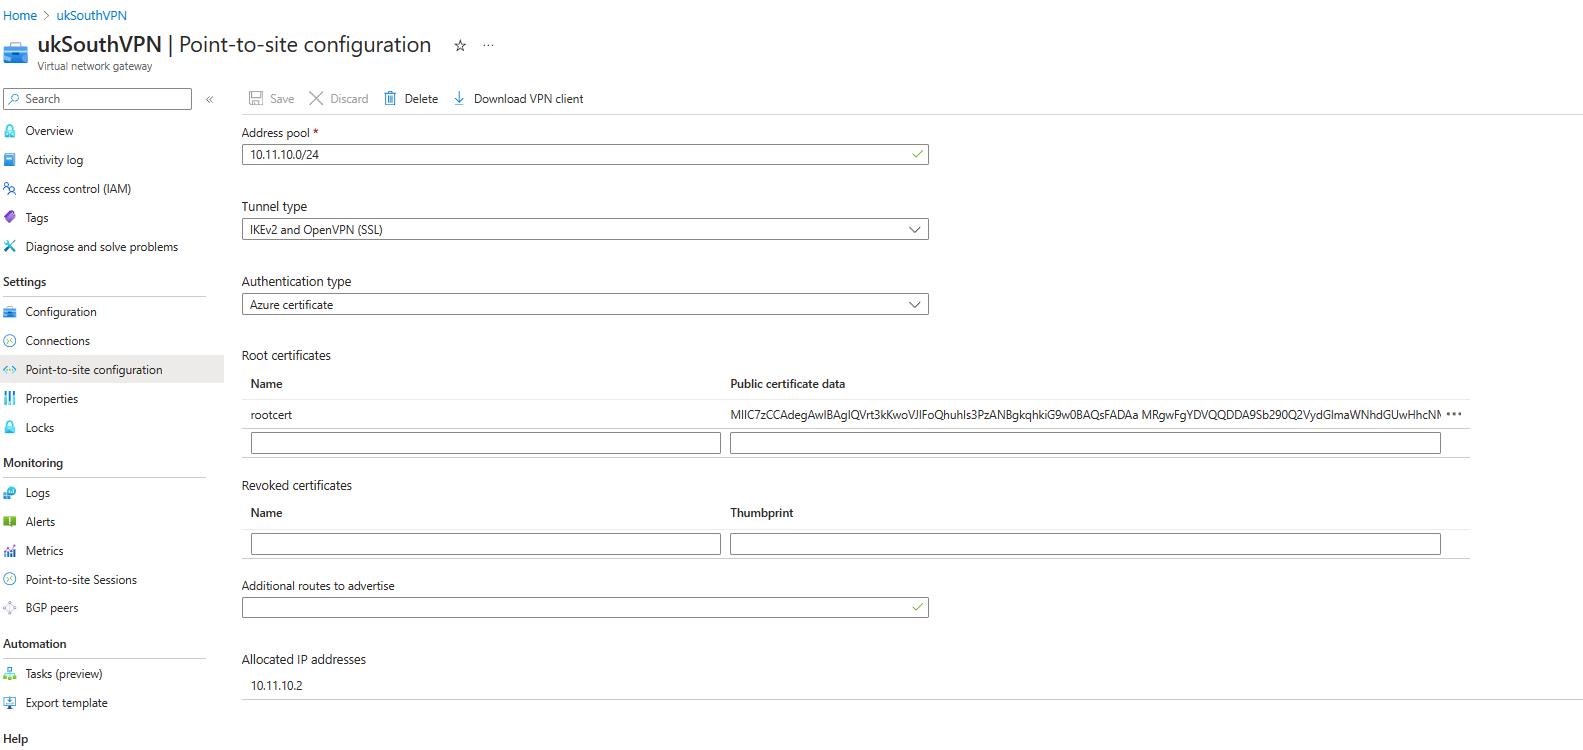 Home > ukSouthVPN
ukSouthVPN | Point-to-site configuration
Virtual network gateway
Search
Overview
Activity log
Access control (IAM)
Tags
Diagnose and solve problems
Settings
Configuration
Connections
Point-to-site configuration
Properties
Locks
Monitoring
Logs
Alerts
Metrics
Point-to-site Sessions
BGP peers
Automation
Tasks (preview)
Export template
Help
Save Discard Delete Download VPN client
Address pool *
10.11.10.0/24
Tunnel type
IKEv2 and OpenVPN (SSL)
Authentication type
Azure certificate
Root certificates
Name Public certificate data
rootcert
Revoked certificates
Name Thumbprint
Additional routes to advertise
Allocated IP addresses
10.11.10.2